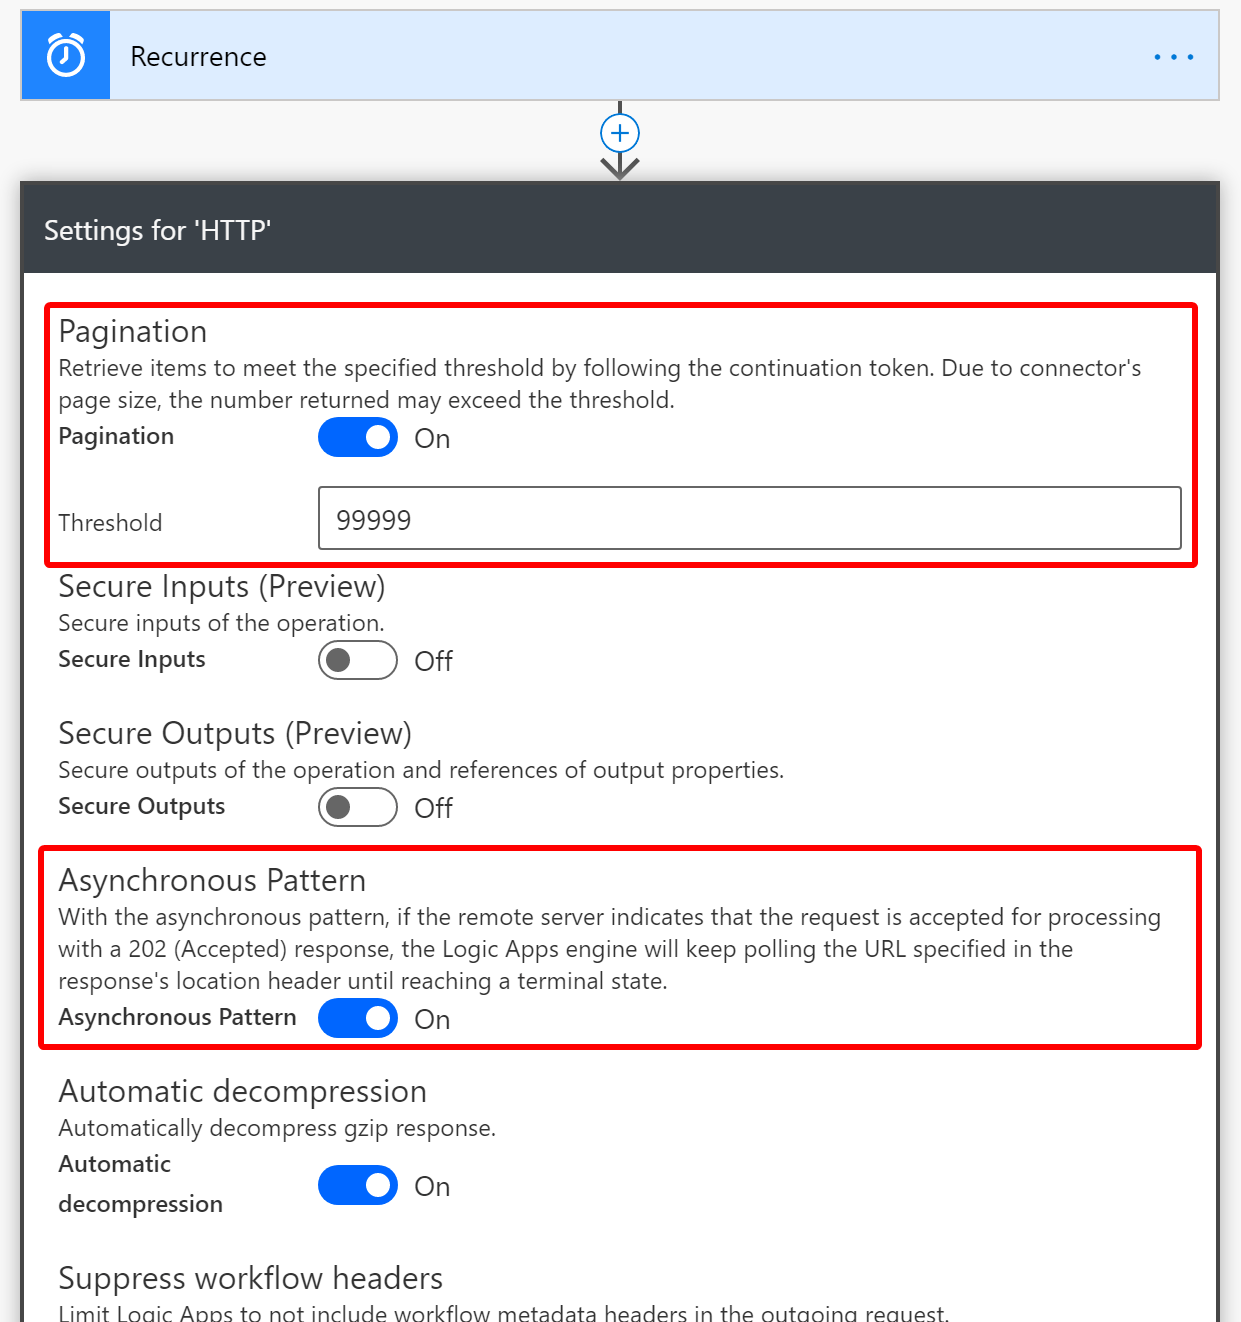 Recurrence
Settings for 'HTTP'
Pagination
Retrieve items to meet the specified threshold by following the continuation token. Due to connector's
page size, the number returned may exceed the threshold.
Pagination On
Threshold 99999
Secure Inputs (Preview)
Secure inputs of the operation.
Secure Inputs Off
Secure Outputs (Preview)
Secure outputs of the operation and references of output properties.
Secure Outputs Off
Asynchronous Pattern
With the asynchronous pattern, if the remote server indicates that the request is accepted for processing
with a 202 (Accepted) response, the Logic Apps engine will keep polling the URL specified in the
response's location header until reaching a terminal state.
Asynchronous Pattern On
Automatic decompression
Automatically decompress gzip response.
Automatic
decompression On
Suppress workflow headers
Limit Logic Apps to not include workflow metadata headers in the outgoing request.